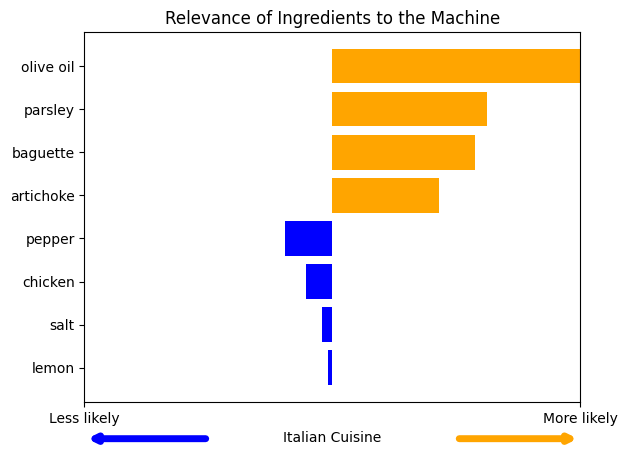 Relevance of Ingredients to the Machine
olive oil
parsley
baguette
artichoke
pepper
chicken
salt
lemon
Less likely
More likely
Italian Cuisine